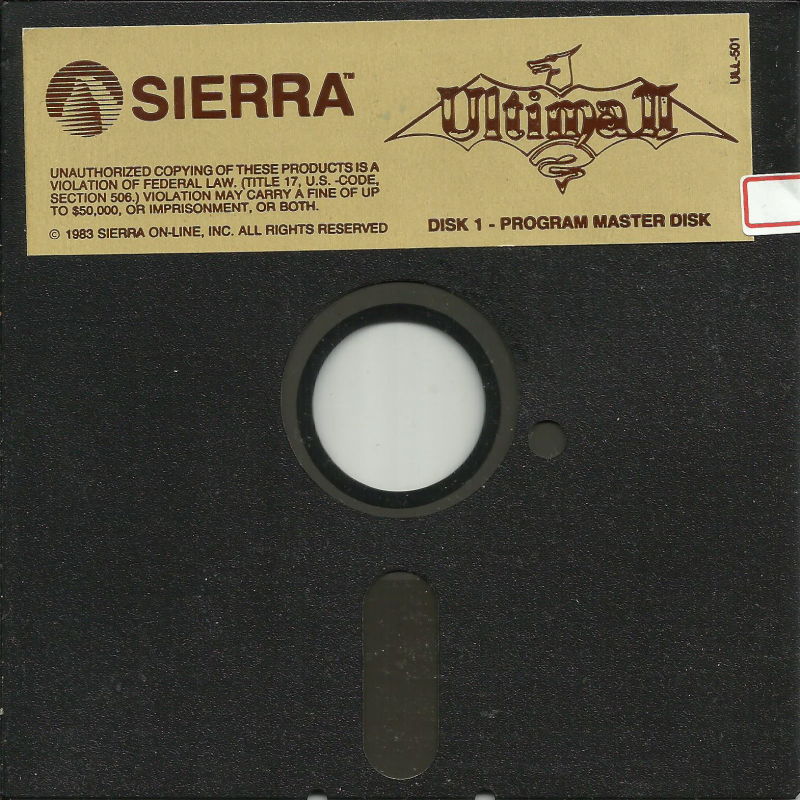 SIERRA™
Ultima II
ULL-501
UNAUTHORIZED COPYING OF THESE PRODUCTS IS A
VIOLATION OF FEDERAL LAW. (TITLE 17, U.S. -CODE,
SECTION 506.) VIOLATION MAY CARRY A FINE OF UP
TO $50,000, OR IMPRISONMENT, OR BOTH.
© 1983 SIERRA ON-LINE, INC. ALL RIGHTS RESERVED
DISK 1 - PROGRAM MASTER DISK